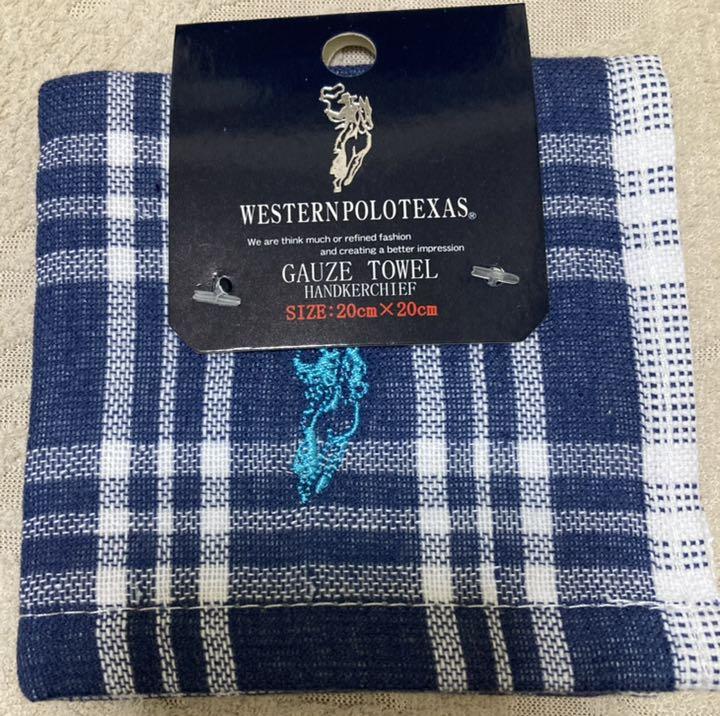 WESTERNPOLOTEXAS®
We are think much or refined fashion
and creating a better impression
GAUZE TOWEL
HANDKERCHIEF
SIZE:20cm×20cm